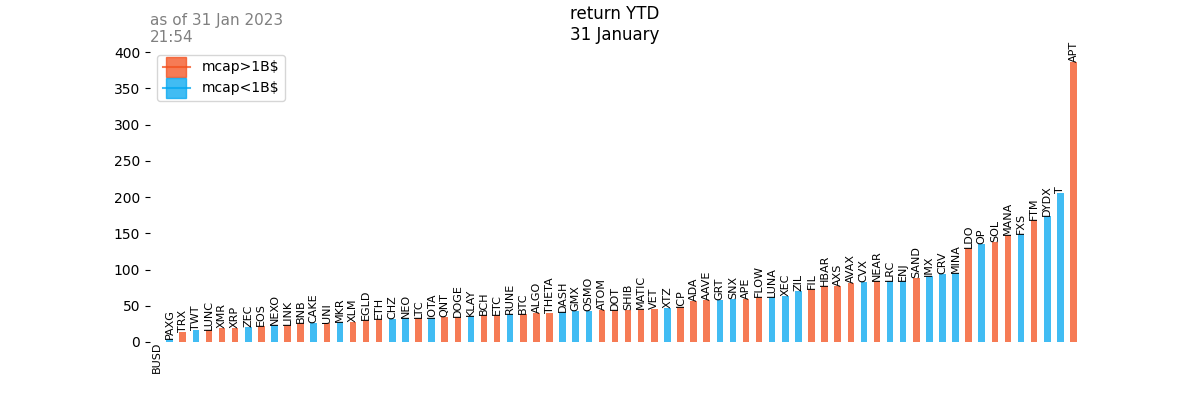 return YTD
31 January
as of 31 Jan 2023
21:54
mcap>1B$
mcap<1B$
400
350
300
250
200
150
100
50
0
BUSD
PAXG
TRX
TWT
LUNC
XMR
XRP
ZEC
EOS
NEXO
LINK
BNB
CAKE
UNI
MKR
XLM
EGLD
ETH
CHZ
NEO
LTC
IOTA
QNT
DOGE
KLAY
BCH
ETC
RUNE
BTC
ALGO
THETA
DASH
GMX
OSMO
ATOM
DOT
SHIB
MATIC
VET
XTZ
ICP
ADA
AAVE
GRT
SNX
APE
FLOW
LUNA
XEC
ZIL
FIL
HBAR
AXS
AVAX
CVX
NEAR
LRC
ENJ
SAND
IMX
CRV
MINA
LDO
OP
SOL
MANA
FXS
FTM
DYDX
T
APT